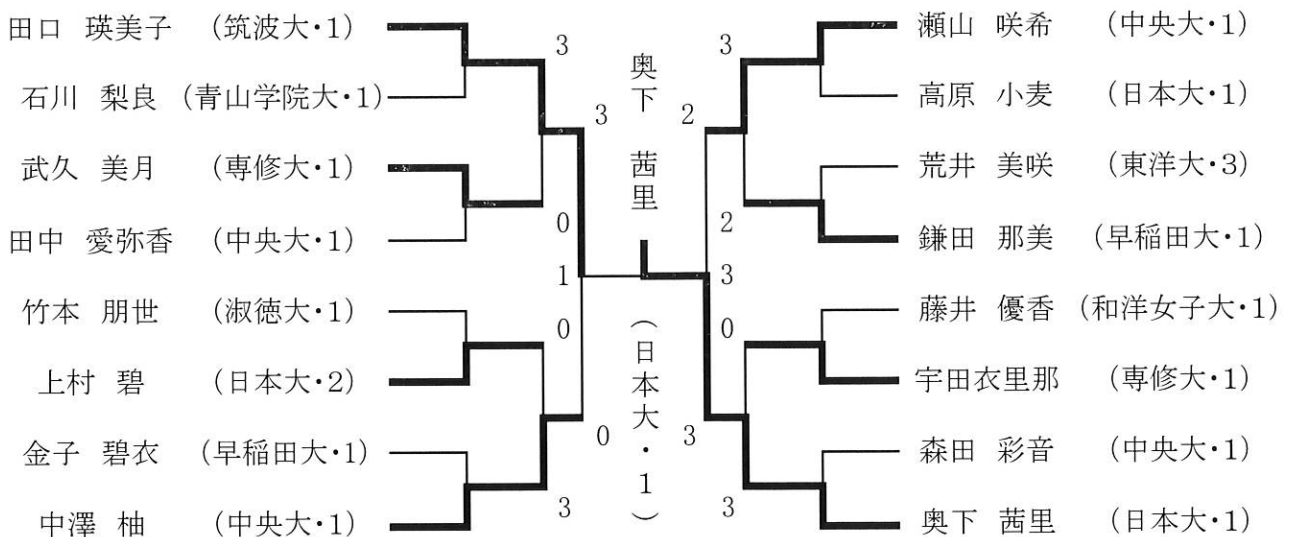 田口 瑛美子 (筑波大・1)
石川 梨良 (青山学院大・1)
武久 美月 (専修大・1)
田中 愛弥香 (中央大・1)
竹本 朋世 (淑徳大・1)
上村 碧 (日本大・2)
金子 碧衣 (早稲田大・1)
中澤 柚 (中央大・1)
3
3
0
1
0
0
3
奥下 茜里
(日本大・1)
3
2
2
3
0
3
3
瀬山 咲希 (中央大・1)
高原 小麦 (日本大・1)
荒井 美咲 (東洋大・3)
鎌田 那美 (早稲田大・1)
藤井 優香 (和洋女子大・1)
宇田衣里那 (専修大・1)
森田 彩音 (中央大・1)
奥下 茜里 (日本大・1)